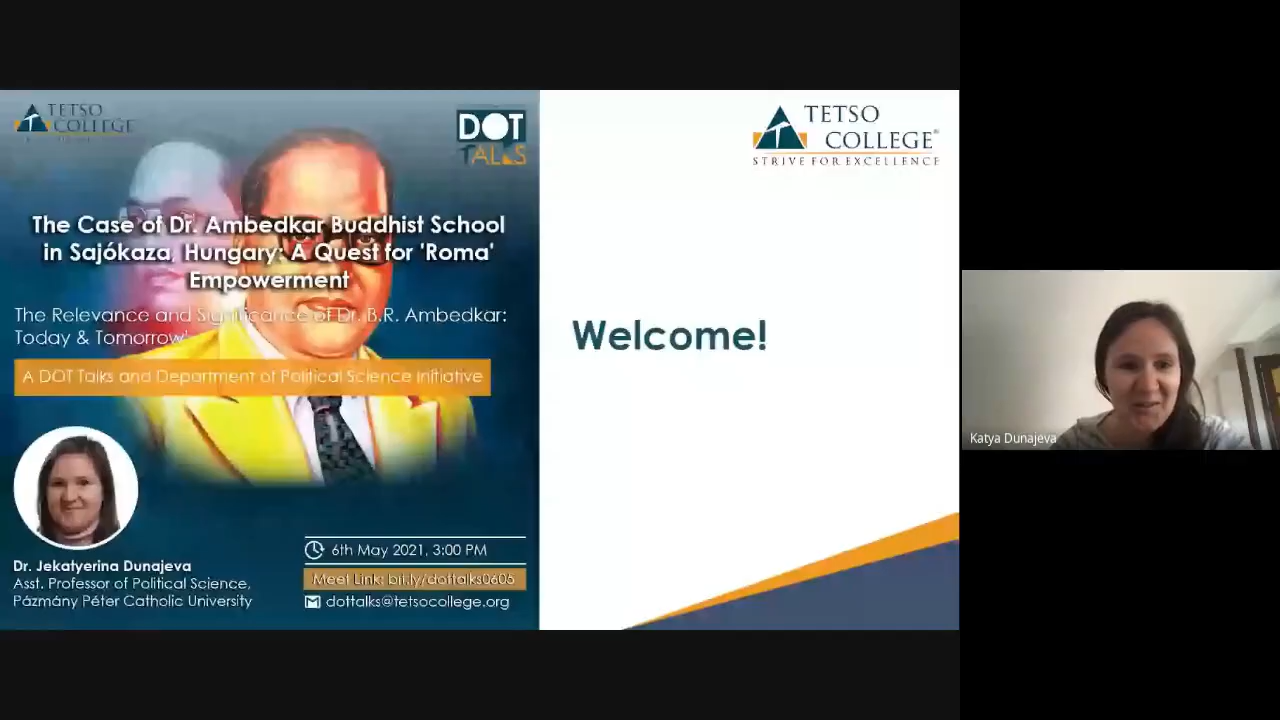 TETSO
COLLEGE
DOT
TALKS
The Case of Dr. Ambedkar Buddhist School
in Sajókaza, Hungary: A Quest for 'Roma'
Empowerment
The Relevance and Significance of Dr. B.R. Ambedkar:
Today & Tomorrow'
A DOT Talks and Department of Political Science Initiative
Dr. Jekatyerina Dunajeva
Asst. Professor of Political Science,
Pázmány Péter Catholic University
6th May 2021, 3:00 PM
Meet Link: bit.ly/dottalks0605
dottalks@tetsocollege.org
TETSO
COLLEGE®
STRIVE FOR EXCELLENCE
Welcome!
Katya Dunajeva